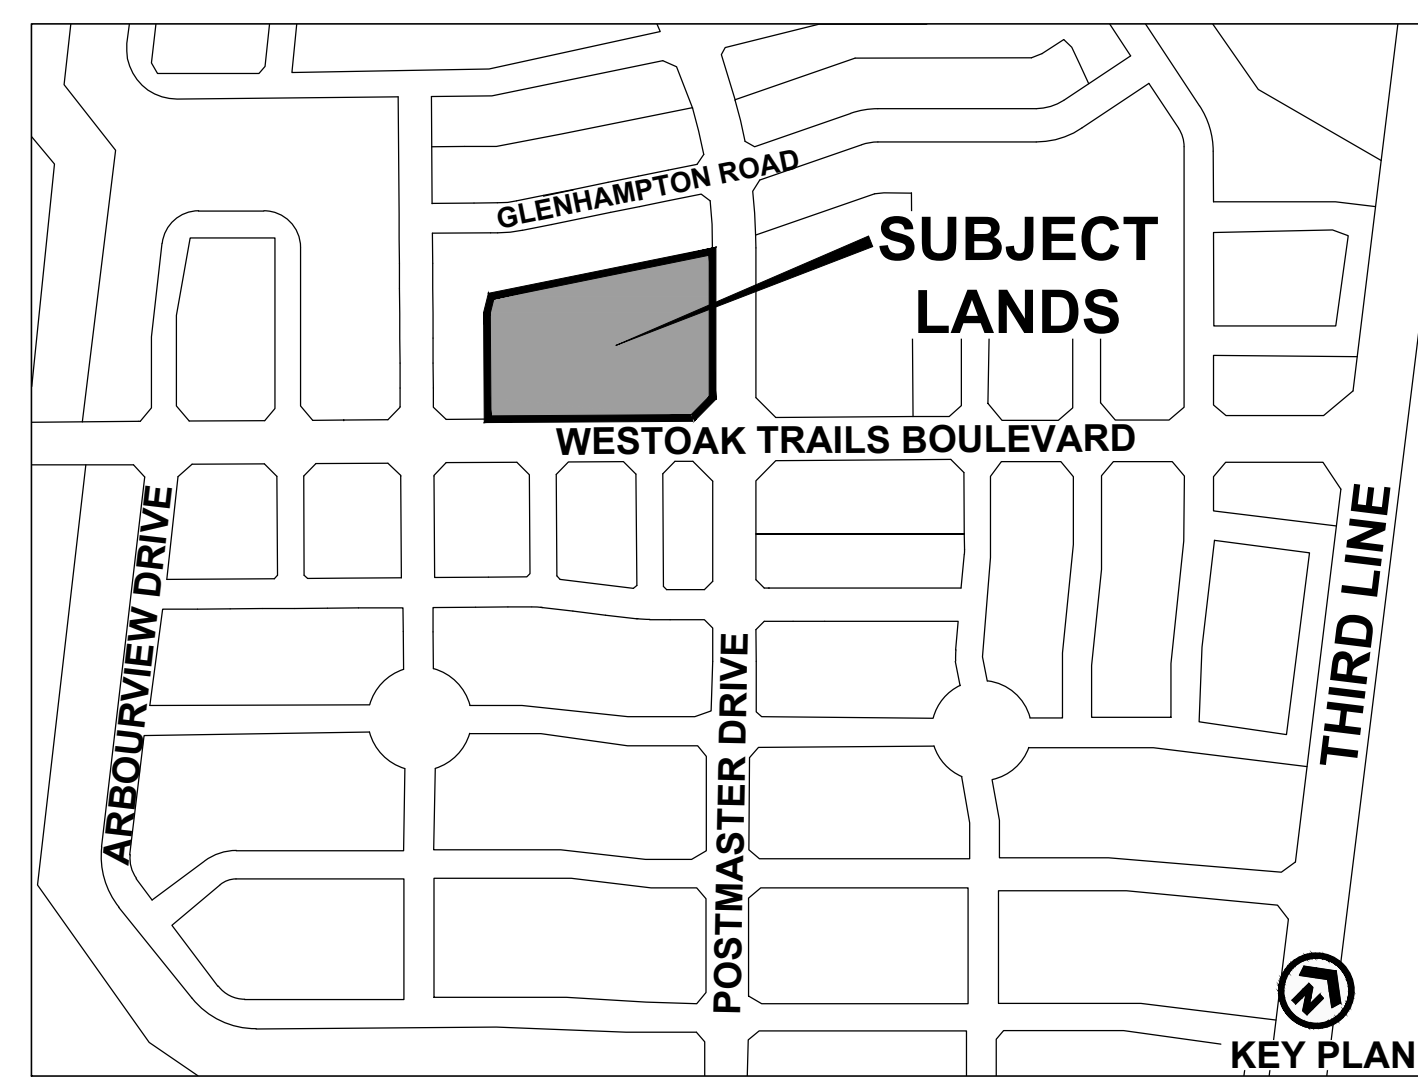 GLENHAMPTON ROAD
SUBJECT
LANDS
WESTOAK TRAILS BOULEVARD
ARBOURVIEW DRIVE
THIRD LINE
POSTMASTER DRIVE
N
KEY PLAN